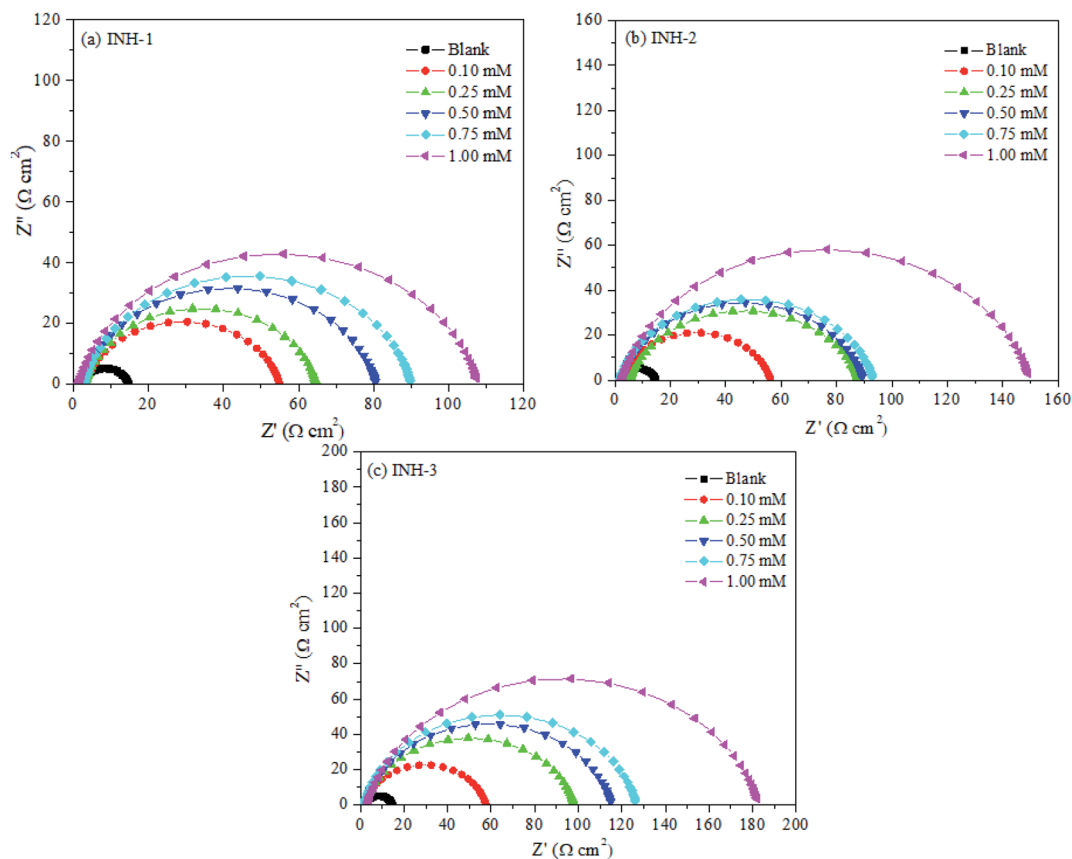 (a) INH-1
Blank
0.10 mM
0.25 mM
0.50 mM
0.75 mM
1.00 mM
120
100
80
60
40
20
0
Z" (Ω cm²)
0 20 40 60 80 100 120
Z' (Ω cm²)
(b) INH-2
Blank
0.10 mM
0.25 mM
0.50 mM
0.75 mM
1.00 mM
160
140
120
100
80
60
40
20
0
Z" (Ω cm²)
0 20 40 60 80 100 120 140 160
Z' (Ω cm²)
(c) INH-3
Blank
0.10 mM
0.25 mM
0.50 mM
0.75 mM
1.00 mM
200
180
160
140
120
100
80
60
40
20
0
Z" (Ω cm²)
0 20 40 60 80 100 120 140 160 180 200
Z' (Ω cm²)